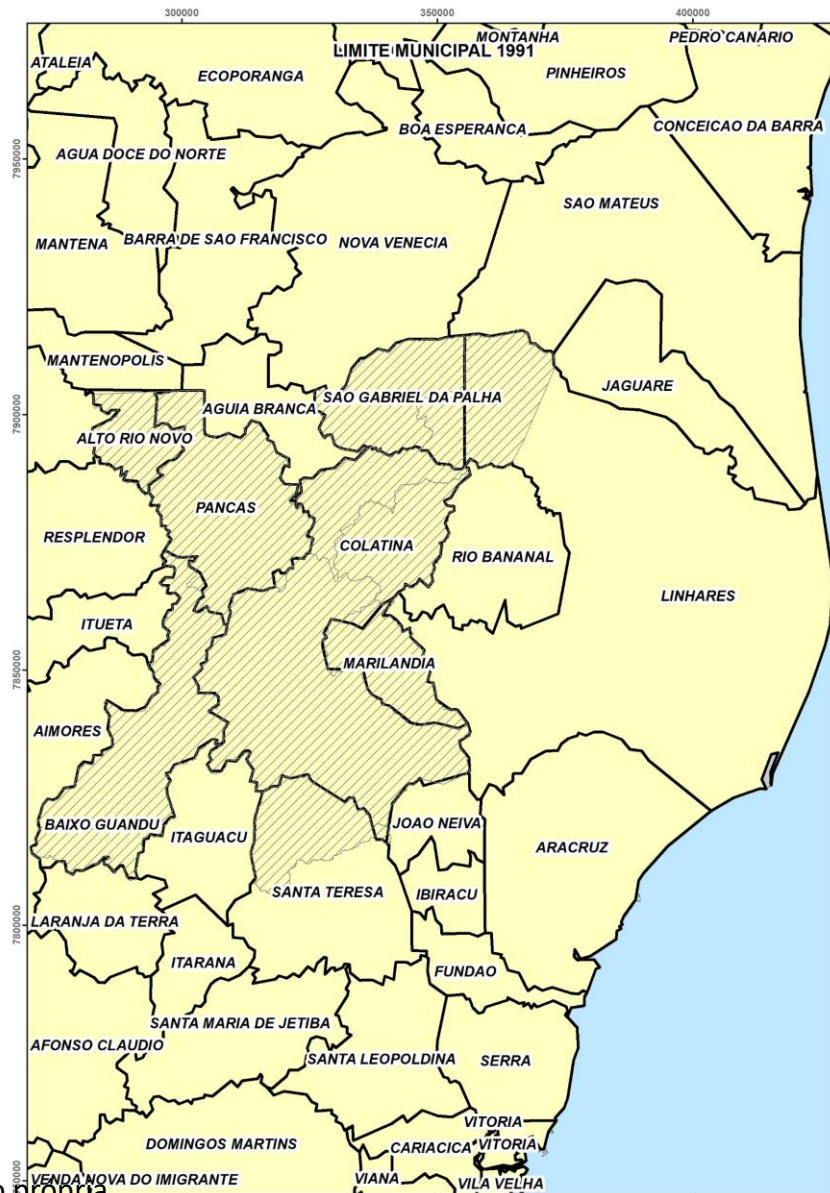 300000 350000 400000
MONTANHA PEDRO CANARIO
LIMITE MUNICIPAL 1991
ATALEIA
ECOPORANGA PINHEIROS
BOA ESPERANCA CONCEICAO DA BARRA
7950000
AGUA DOCE DO NORTE
SAO MATEUS
MANTENA BARRA DE SAO FRANCISCO NOVA VENECIA
MANTENOPOLIS
JAGUARE
SAO GABRIEL DA PALHA
AGUIA BRANCA
7900000
ALTO RIO NOVO
PANCAS
RESPLENDOR
COLATINA
RIO BANANAL
LINHARES
ITUETA
MARILANDIA
7850000
AIMORES
BAIXO GUANDU
JOAO NEIVA
ITAGUACU
ARACRUZ
SANTA TERESA
IBIRACU
LARANJA DA TERRA
7800000
ITARANA
FUNDAO
SANTA MARIA DE JETIBA
AFONSO CLAUDIO
SANTA LEOPOLDINA
SERRA
VITORIA
DOMINGOS MARTINS
CARIACICA
VITORIA
VENDA NOVA DO IMIGRANTE
VIANA
VILA VELHA
própria